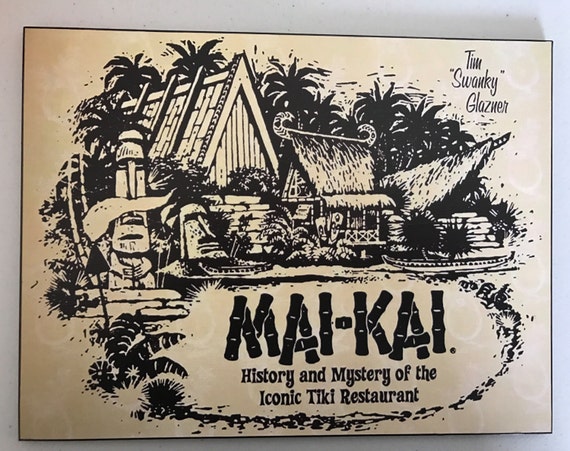 Tim
"Swanky"
Glazner
MAI-KAI®
History and Mystery of the
Iconic Tiki Restaurant